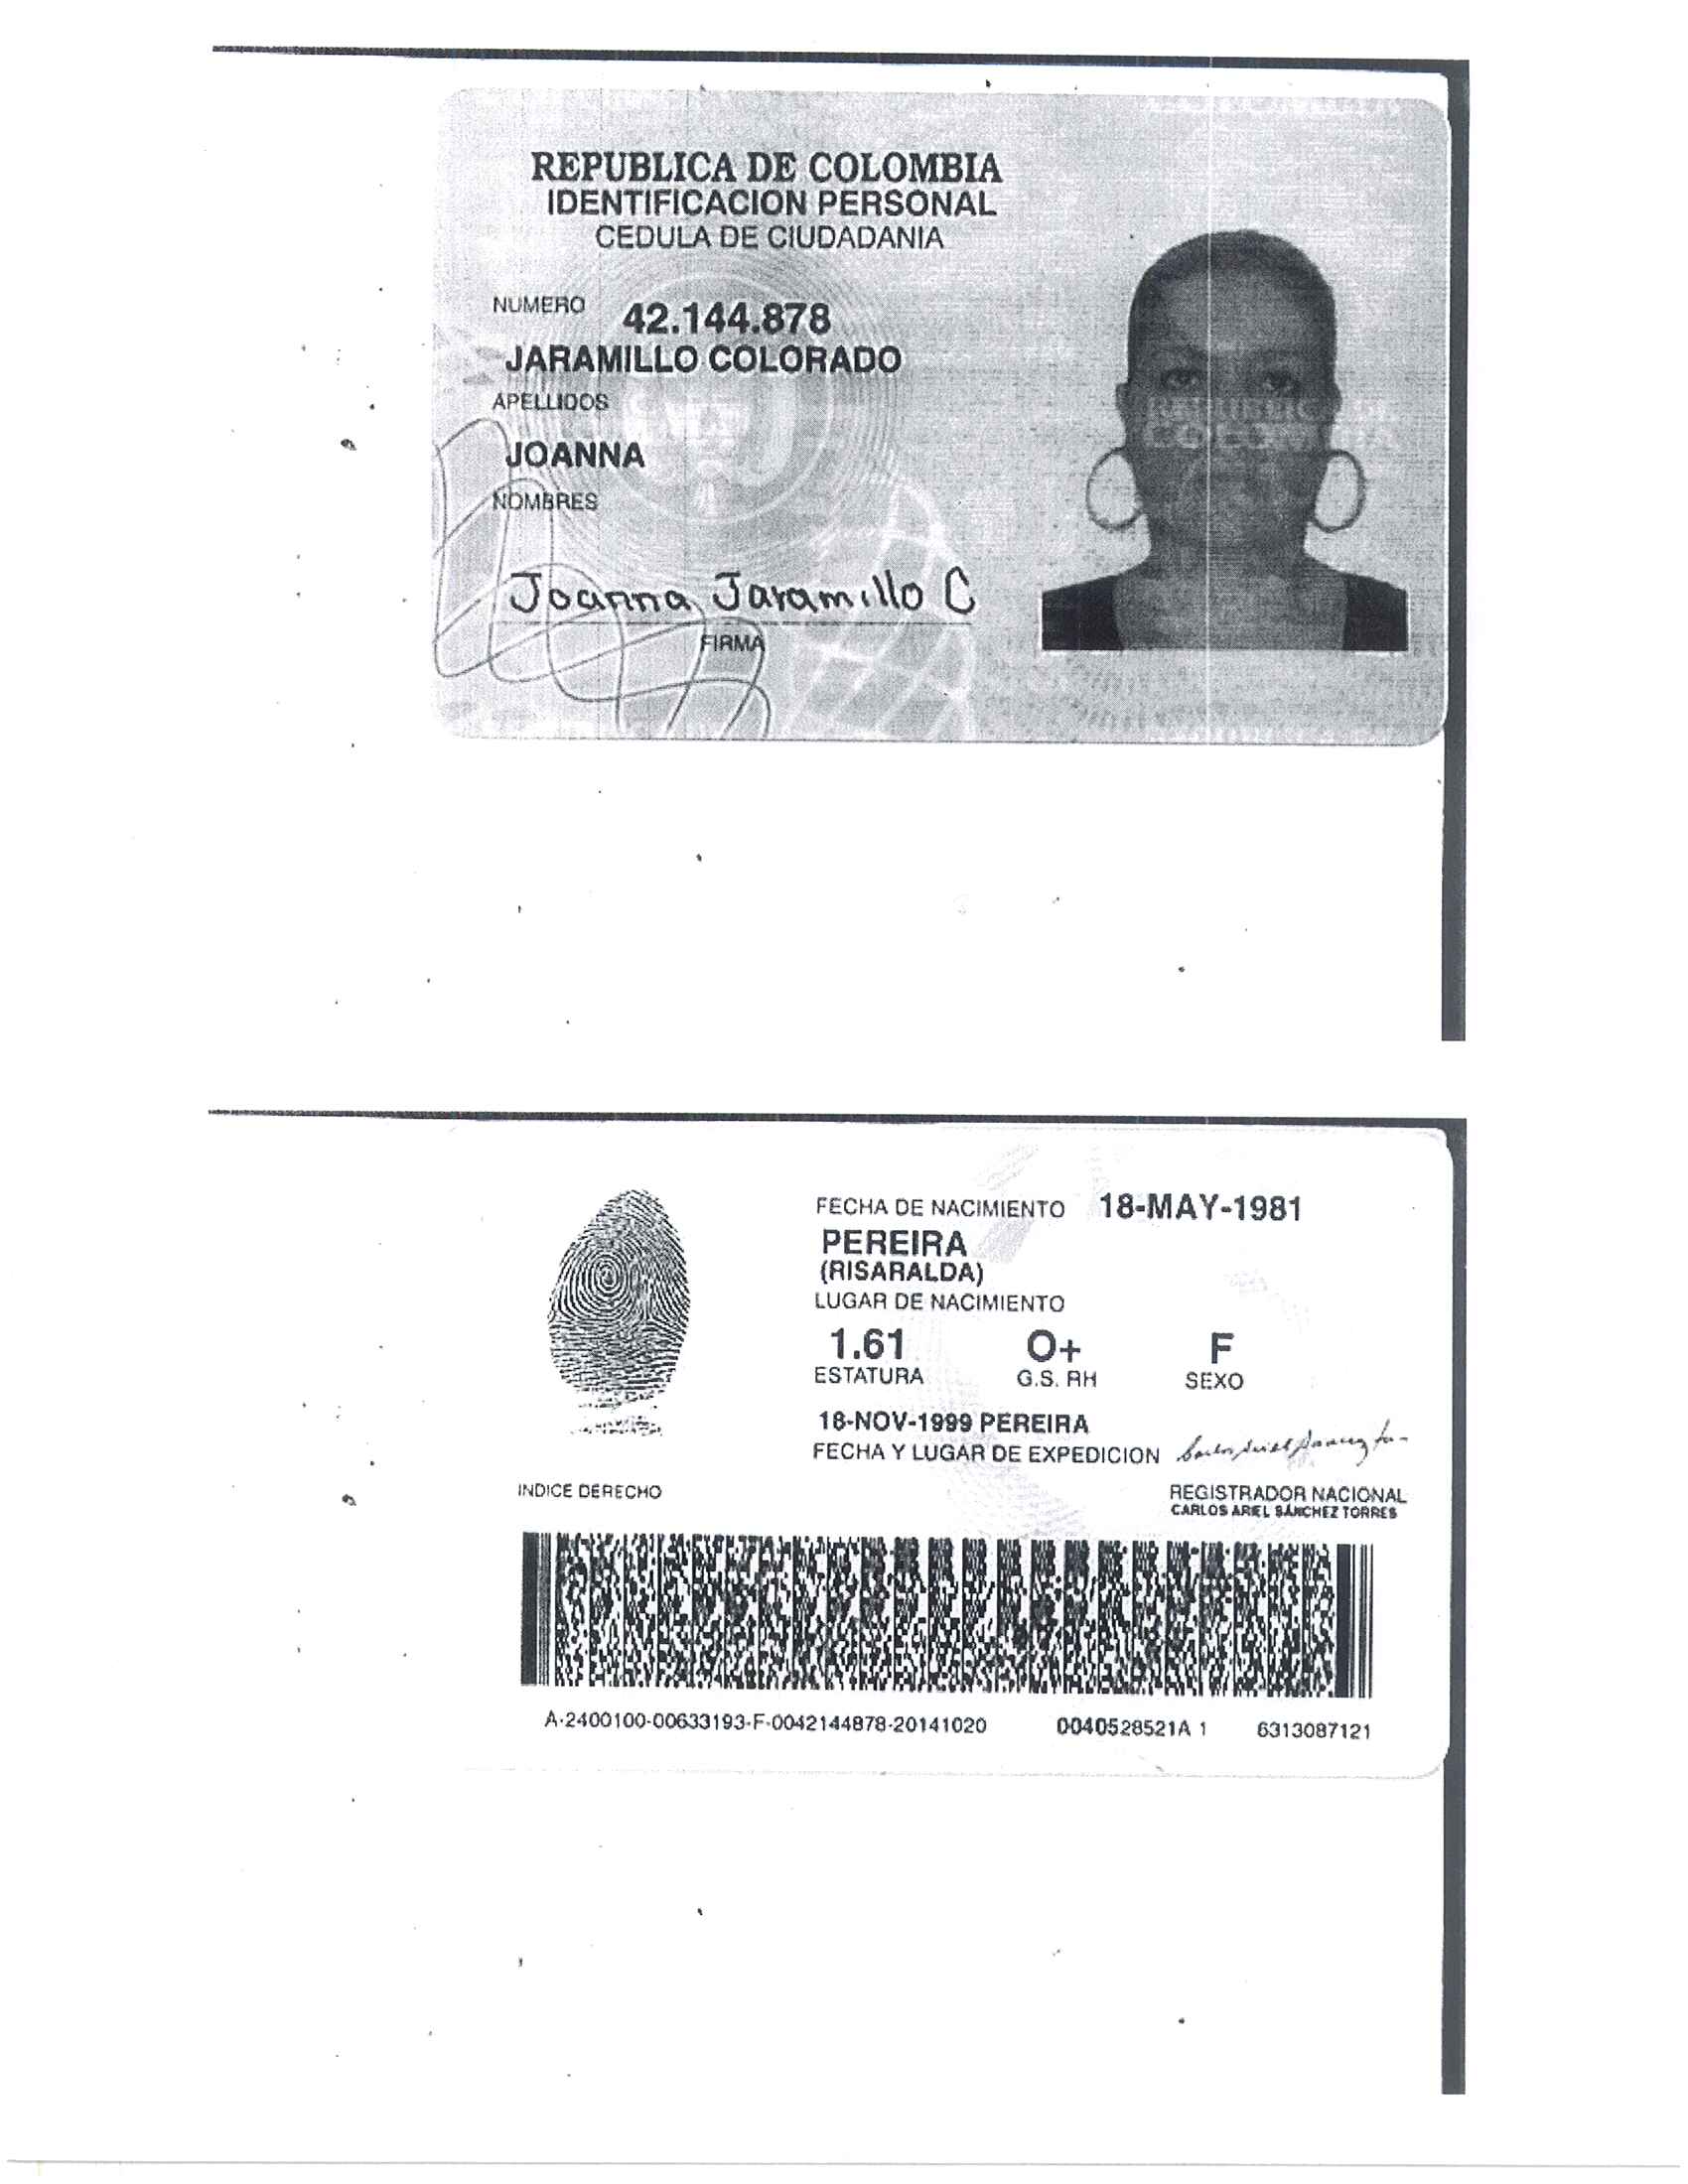 REPUBLICA DE COLOMBIA
IDENTIFICACION PERSONAL
CEDULA DE CIUDADANIA
NUMERO 42.144.878
JARAMILLO COLORADO
APELLIDOS
JOANNA
NOMBRES
Joanna Jaramillo C
FIRMA
REPUBLICA DE
COLOMBIA
FECHA DE NACIMIENTO 18-MAY-1981
PEREIRA
(RISARALDA)
LUGAR DE NACIMIENTO
1.61 O+ F
ESTATURA G.S. RH SEXO
18-NOV-1999 PEREIRA
FECHA Y LUGAR DE EXPEDICION
INDICE DERECHO
REGISTRADOR NACIONAL
CARLOS ARIEL SÁNCHEZ TORRES
A-2400100-00633193-F-0042144878-20141020 0040528521A 1 6313087121